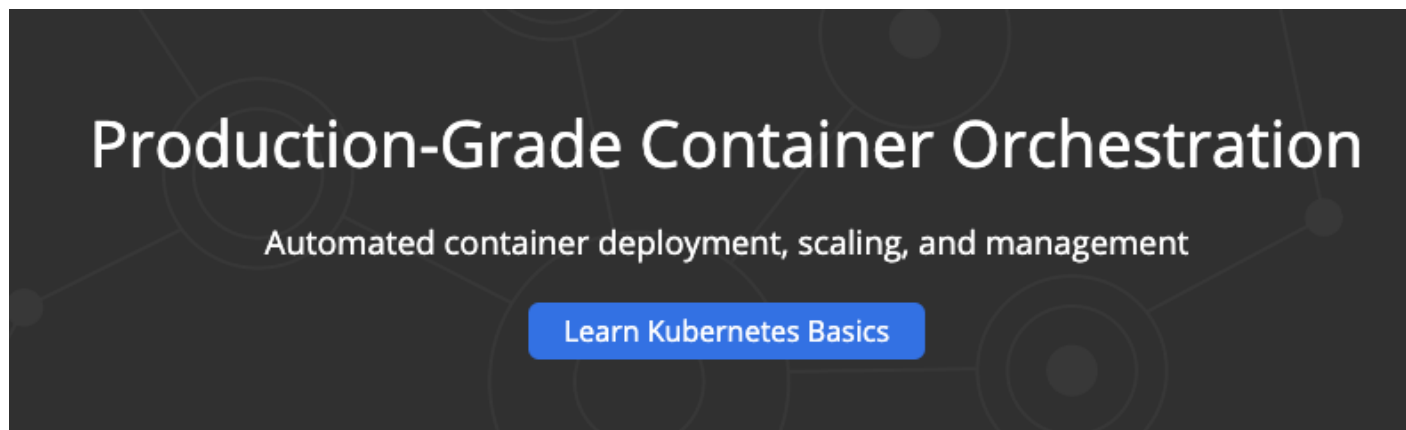 Production-Grade Container Orchestration
Automated container deployment, scaling, and management
Learn Kubernetes Basics